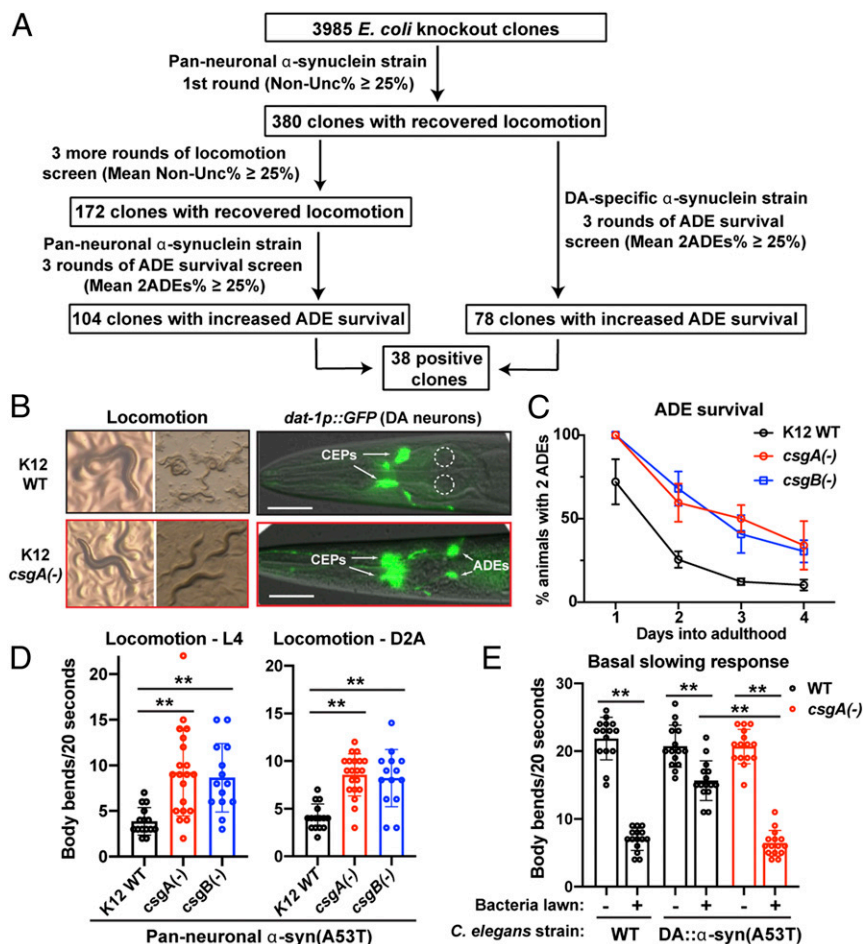 A
3985 E. coli knockout clones
Pan-neuronal α-synuclein strain
1st round (Non-Unc% ≥ 25%)
380 clones with recovered locomotion
3 more rounds of locomotion
screen (Mean Non-Unc% ≥ 25%)
DA-specific α-synuclein strain
3 rounds of ADE survival
screen (Mean 2ADEs% ≥ 25%)
172 clones with recovered locomotion
Pan-neuronal α-synuclein strain
3 rounds of ADE survival screen
(Mean 2ADEs% ≥ 25%)
104 clones with increased ADE survival
78 clones with increased ADE survival
38 positive
clones
B
Locomotion
dat-1p::GFP (DA neurons)
K12
WT
CEPs
K12
csgA(-)
CEPs
ADEs
C
ADE survival
% animals with 2 ADEs
100
50
1
2
3
4
Days into adulthood
K12 WT
csgA(-)
csgB(-)
D
Locomotion - L4
Body bends/20 seconds
20
15
10
5
0
**
**
K12 WT
csgA(-)
csgB(-)
Locomotion - D2A
20
15
10
5
0
**
**
K12 WT
csgA(-)
csgB(-)
Pan-neuronal α-syn(A53T)
E
Basal slowing response
Body bends/20 seconds
30
20
10
0
**
**
**
**
WT
csgA(-)
Bacteria lawn: - + - + - +
C. elegans strain: WT DA::α-syn(A53T)